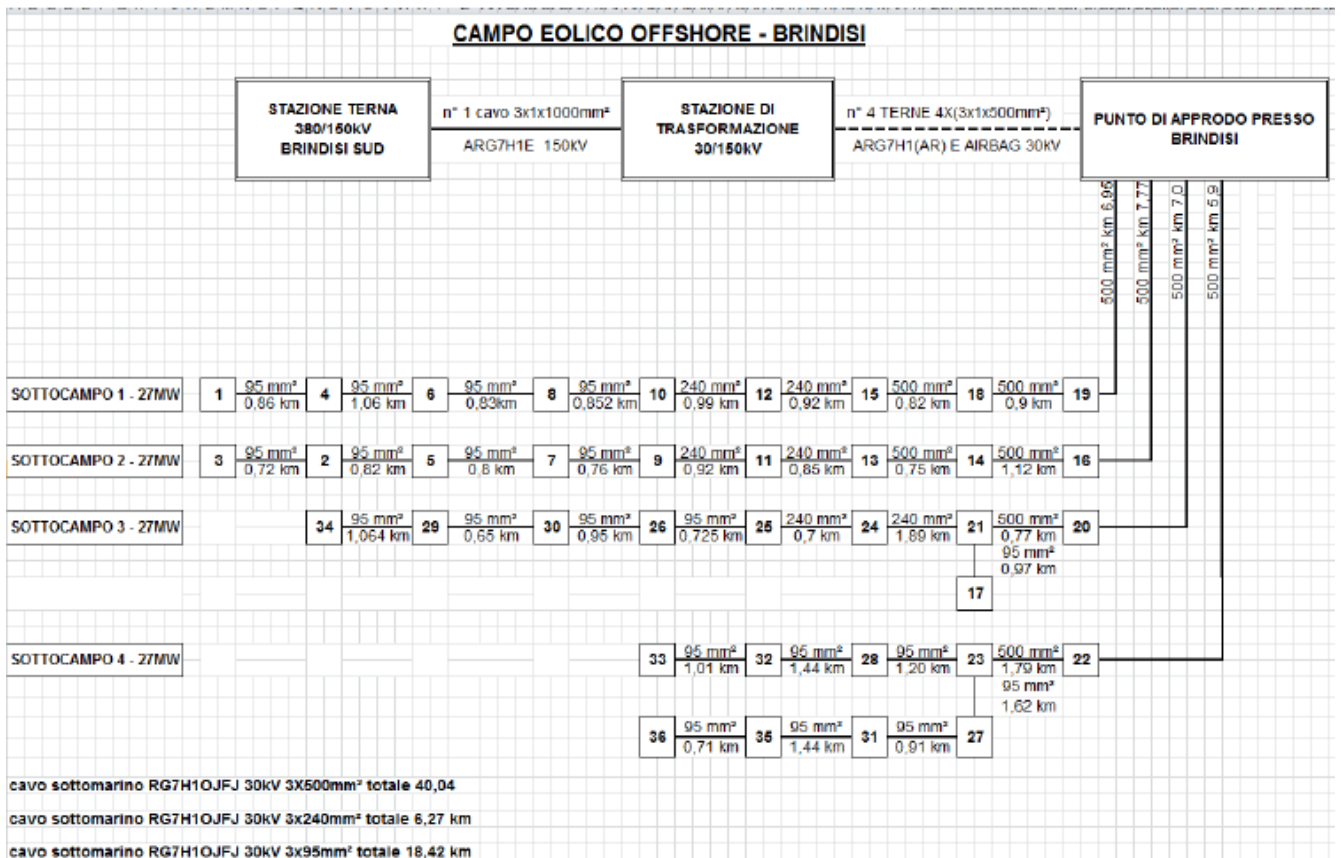 CAMPO EOLICO OFFSHORE - BRINDISI
STAZIONE TERNA
380/150kV
BRINDISI SUD
n° 1 cavo 3x1x1000mm²
ARG7H1E 150kV
STAZIONE DI
TRASFORMAZIONE
30/150kV
n° 4 TERNE 4X(3x1x500mm²)
ARG7H1(AR) E AIRBAG 30kV
PUNTO DI APPRODO PRESSO
BRINDISI
500 mm² km 6,95
500 mm² km 7,77
500 mm² km 7,0
500 mm² km 5,9
SOTTOCAMPO 1 - 27MW
1 95 mm² 4 95 mm² 6 95 mm² 8 95 mm² 10 240 mm² 12 240 mm² 15 500 mm² 18 500 mm² 19
0,86 km 1,06 km 0,83km 0,852 km 0,99 km 0,92 km 0,82 km 0,9 km
SOTTOCAMPO 2 - 27MW
3 95 mm² 2 95 mm² 5 95 mm² 7 95 mm² 9 240 mm² 11 240 mm² 13 500 mm² 14 500 mm² 16
0,72 km 0,82 km 0,8 km 0,76 km 0,92 km 0,85 km 0,75 km 1,12 km
SOTTOCAMPO 3 - 27MW
34 95 mm² 29 95 mm² 30 95 mm² 26 95 mm² 25 240 mm² 24 240 mm² 21 500 mm² 20
1,064 km 0,65 km 0,95 km 0,725 km 0,7 km 1,89 km 0,77 km
95 mm²
0,97 km
17
SOTTOCAMPO 4 - 27MW
33 95 mm² 32 95 mm² 28 95 mm² 23 500 mm² 22
1,01 km 1,44 km 1,20 km 1,79 km
95 mm²
1,62 km
36 95 mm² 35 95 mm² 31 95 mm² 27
0,71 km 1,44 km 0,91 km
cavo sottomarino RG7H1OJFJ 30kV 3X500mm² totale 40,04
cavo sottomarino RG7H1OJFJ 30kV 3x240mm² totale 6,27 km
cavo sottomarino RG7H1OJFJ 30kV 3x95mm² totale 18,42 km